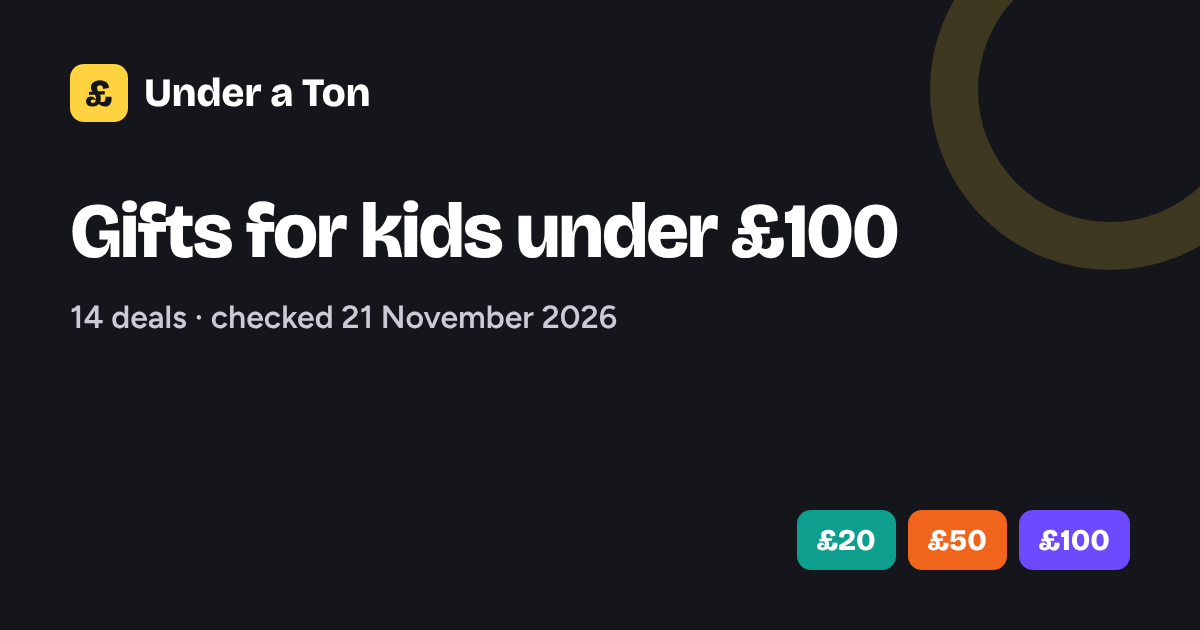 £ Under a Ton
Gifts for kids under £100
14 deals · checked 21 November 2026
£20 £50 £100